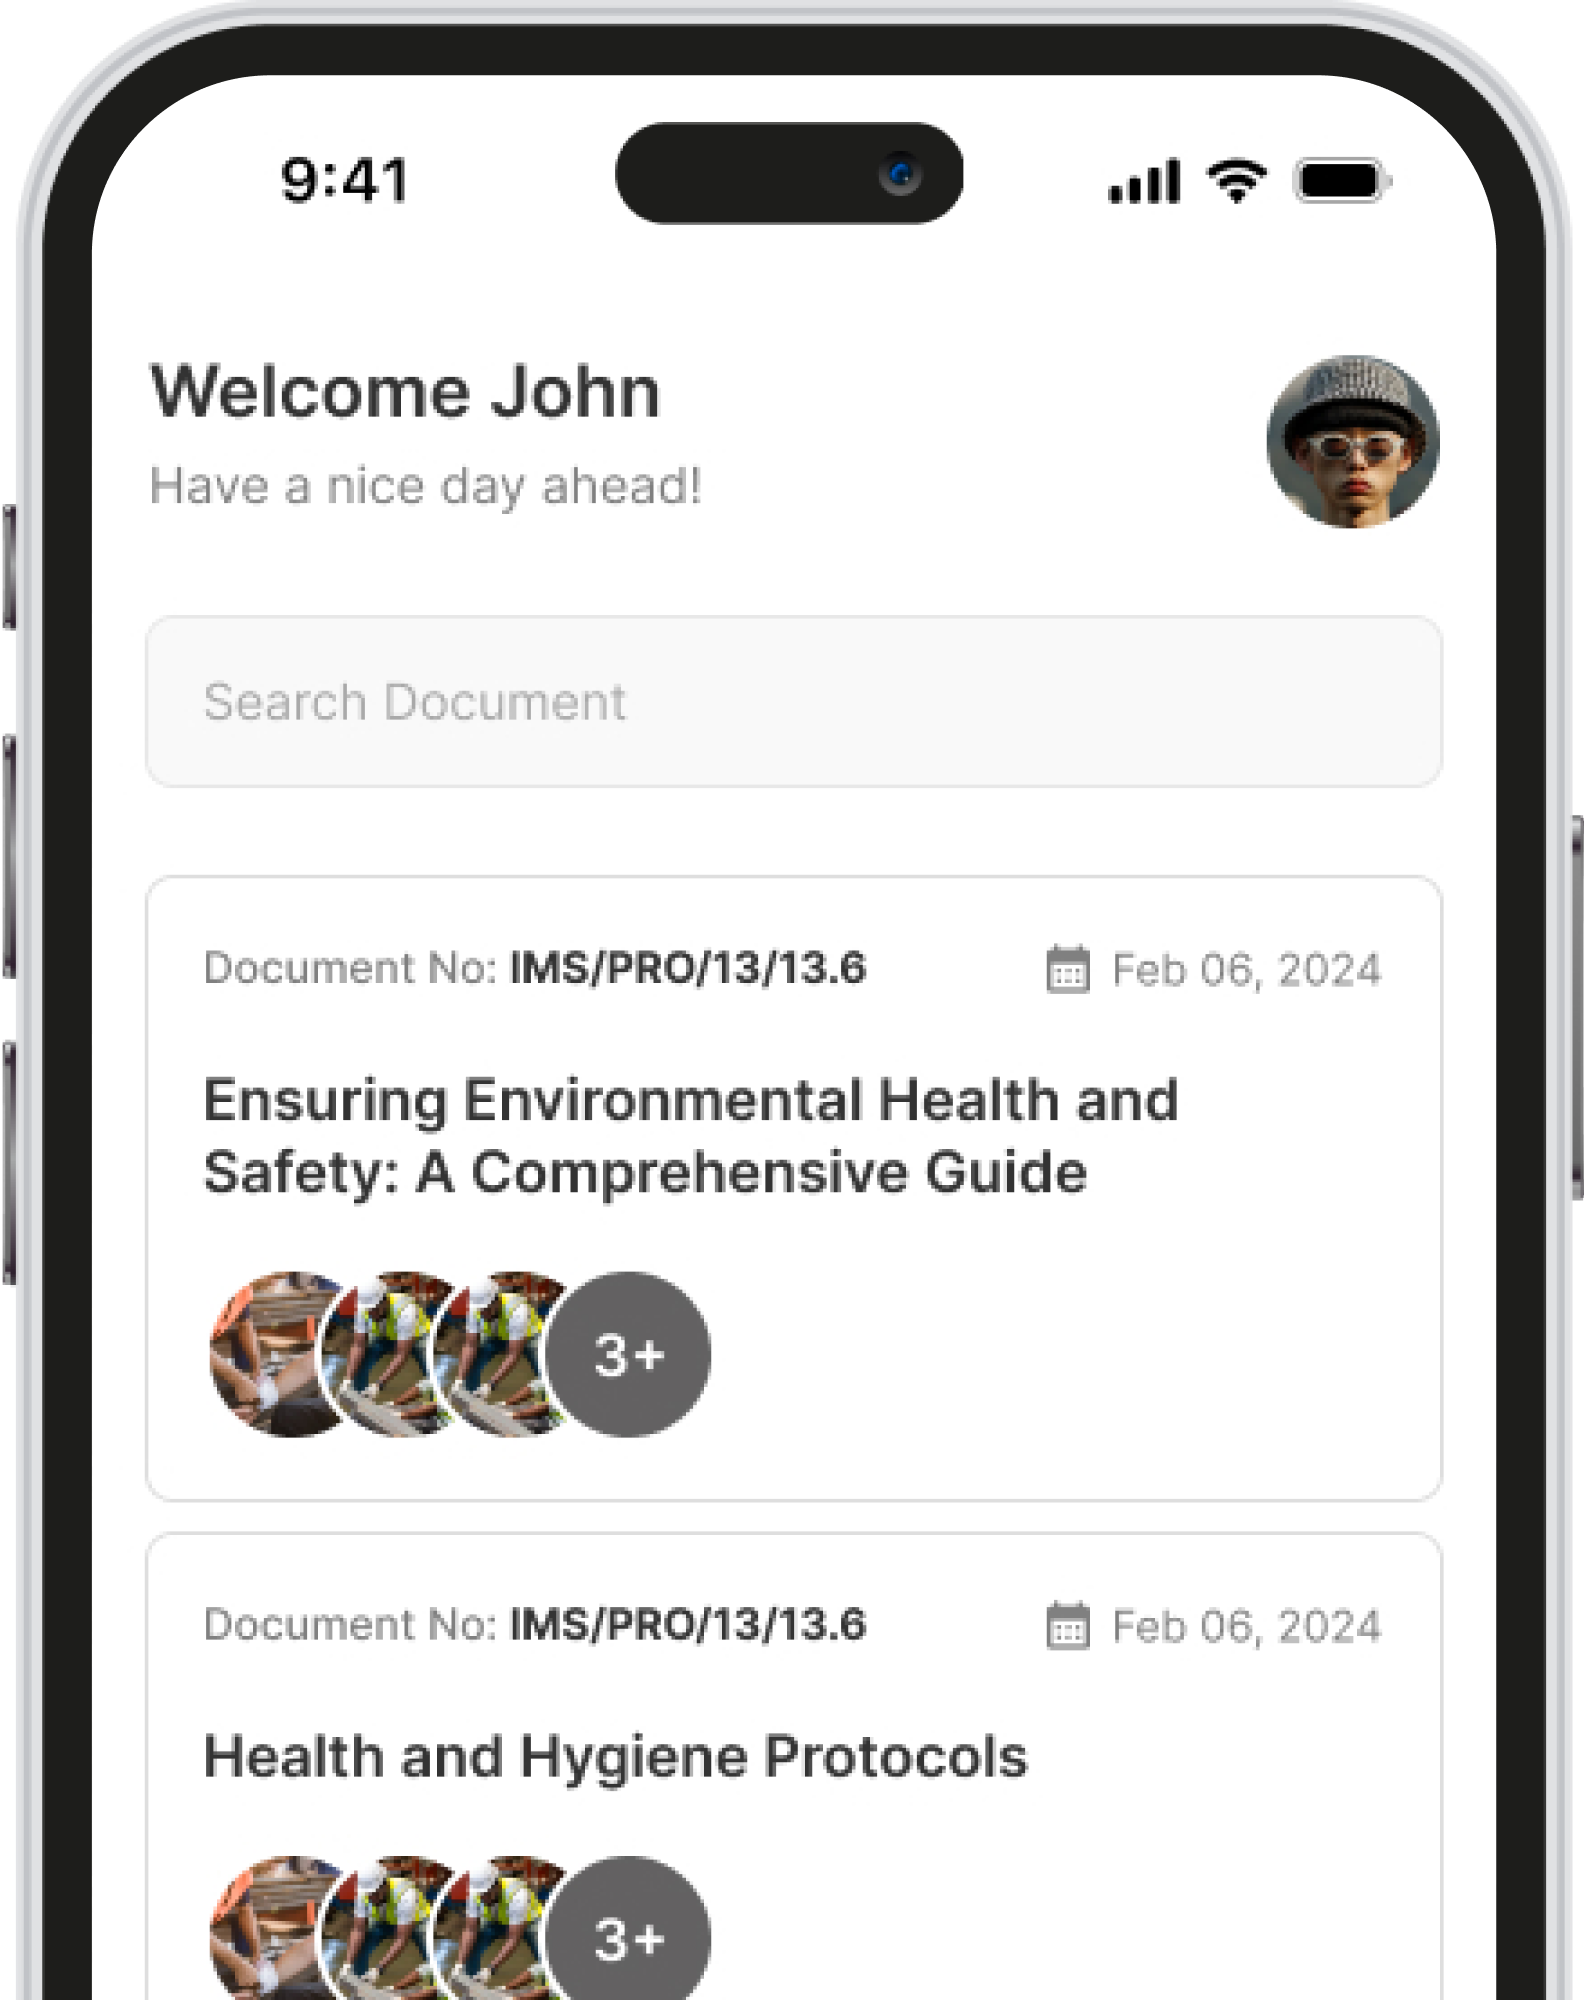 9:41
Welcome John
Have a nice day ahead!
Search Document
Document No: IMS/PRO/13/13.6
Feb 06, 2024
Ensuring Environmental Health and
Safety: A Comprehensive Guide
3+
Document No: IMS/PRO/13/13.6
Feb 06, 2024
Health and Hygiene Protocols
3+